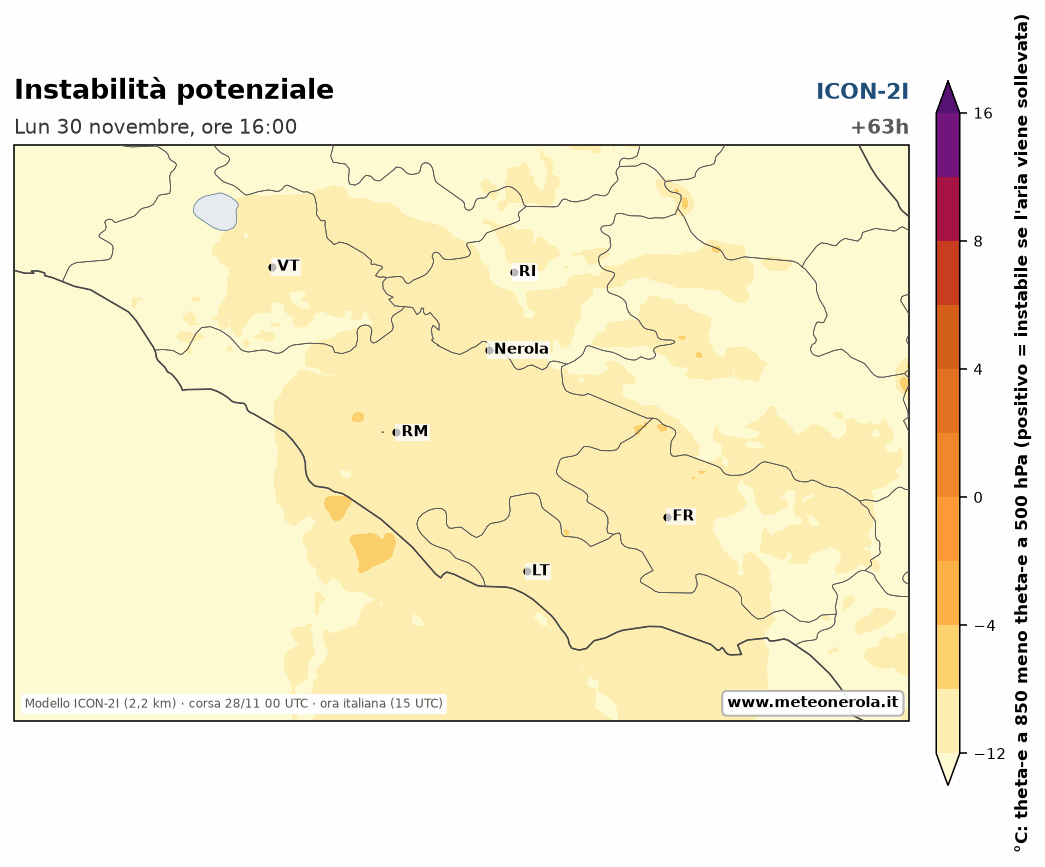 Instabilità potenziale
ICON-2I
Lun 30 novembre, ore 16:00
+63h
VT
RI
Nerola
RM
FR
LT
Modello ICON-2I (2,2 km) · corsa 28/11 00 UTC · ora italiana (15 UTC)
www.meteonerola.it
16
8
4
0
−4
−12
°C: theta-e a 850 meno theta-e a 500 hPa (positivo = instabile se l'aria viene sollevata)